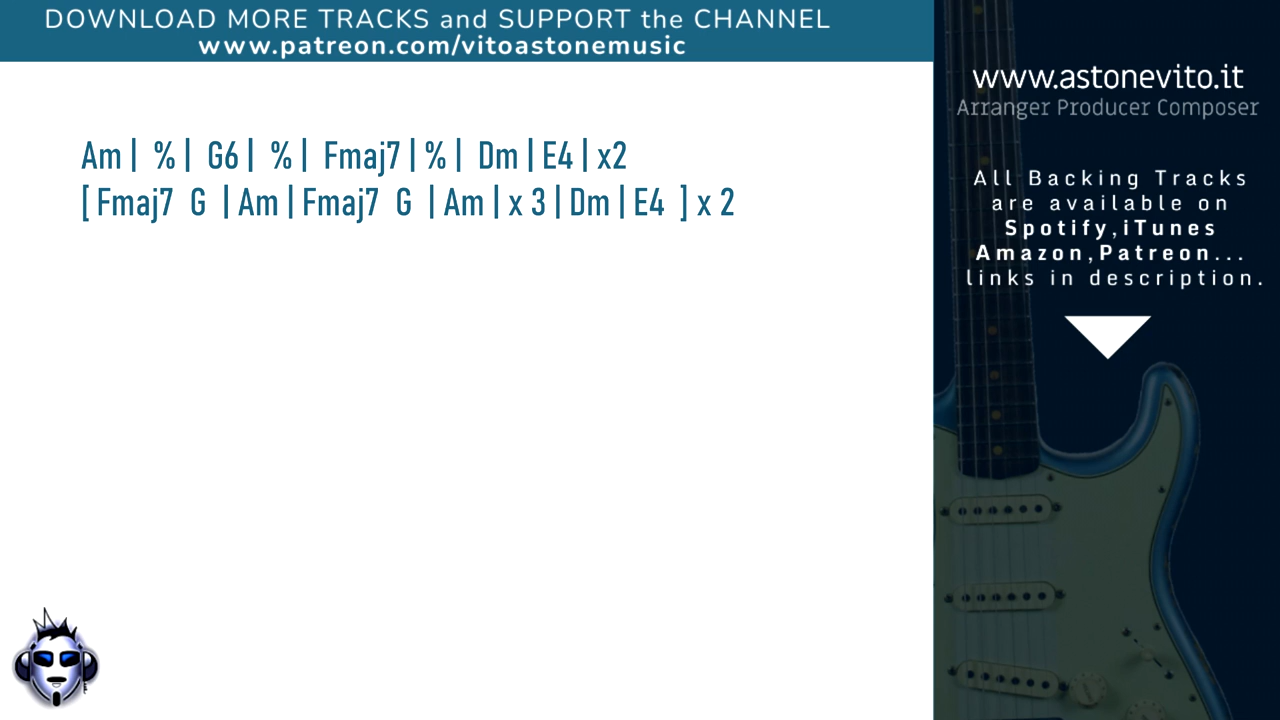 DOWNLOAD MORE TRACKS and SUPPORT the CHANNEL
www.patreon.com/vitoastonemusic
www.astonevito.it
Arranger Producer Composer
Am | % | G6 | % | Fmaj7 | % | Dm | E4 | x2
[ Fmaj7 G | Am | Fmaj7 G | Am | x 3 | Dm | E4 ] x 2
All Backing Tracks
are available on
Spotify,iTunes
Amazon,Patreon...
links in description.